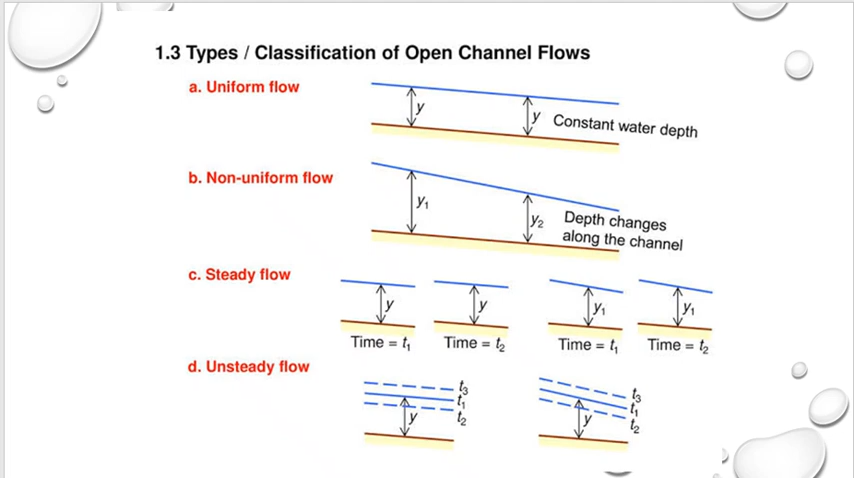 1.3 Types / Classification of Open Channel Flows
a. Uniform flow
y
y
Constant water depth
b. Non-uniform flow
y₁
y₂
Depth changes
along the channel
c. Steady flow
y
y
y₁
y₁
Time = t₁
Time = t₂
Time = t₁
Time = t₂
d. Unsteady flow
t₃
t₁
t₂
y
t₃
t₁
t₂
y